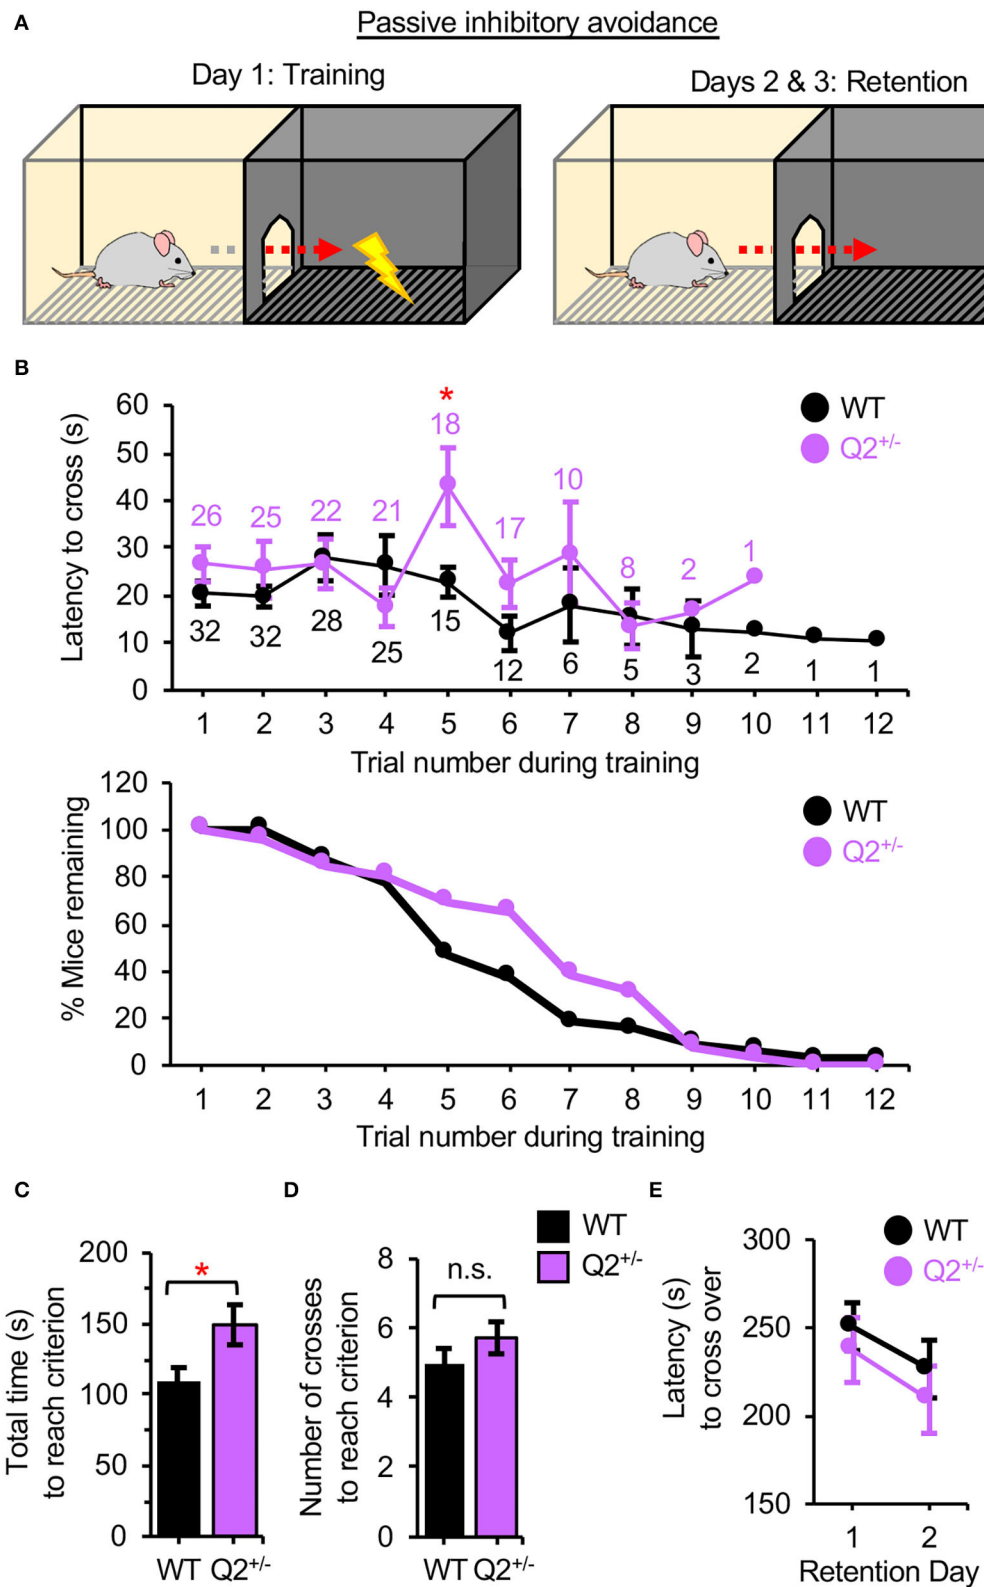 A
Passive inhibitory avoidance
Day 1: Training
Days 2 & 3: Retention
B
Latency to cross (s)
60
50
40
30
20
10
0
*
26 25 22 21 18 17 10 8 2 1
32 32 28 25 15 12 6 5 3 2 1 1
WT
Q2+/-
1 2 3 4 5 6 7 8 9 10 11 12
Trial number during training
% Mice remaining
120
100
80
60
40
20
0
WT
Q2+/-
1 2 3 4 5 6 7 8 9 10 11 12
Trial number during training
C
Total time (s)
to reach criterion
200
150
100
50
0
*
WT Q2+/-
D
WT
Q2+/-
Number of crosses
to reach criterion
8
6
4
2
0
n.s.
WT Q2+/-
E
WT
Q2+/-
Latency (s)
to cross over
300
250
200
150
1 2
Retention Day